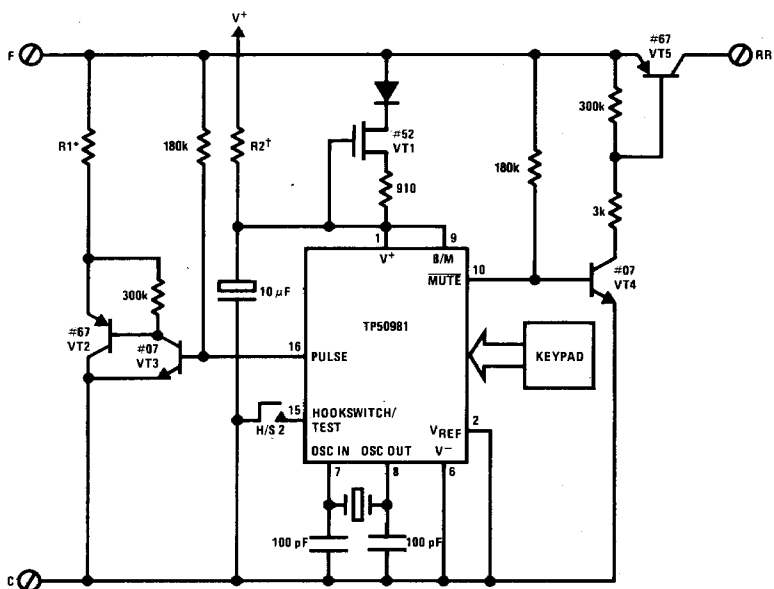 V+
F
#67
VT5
RR
R1*
180k
R2†
#52
VT1
910
180k
300k
3k
1
9
V+
B/M
MUTE
10
#07
VT4
300k
10 µF
TP50981
#67
VT2
#07
VT3
16
PULSE
KEYPAD
15
HOOKSWITCH/
TEST
H/S 2
VREF
2
OSC IN
OSC OUT
V−
7
8
6
100 pF
100 pF
C